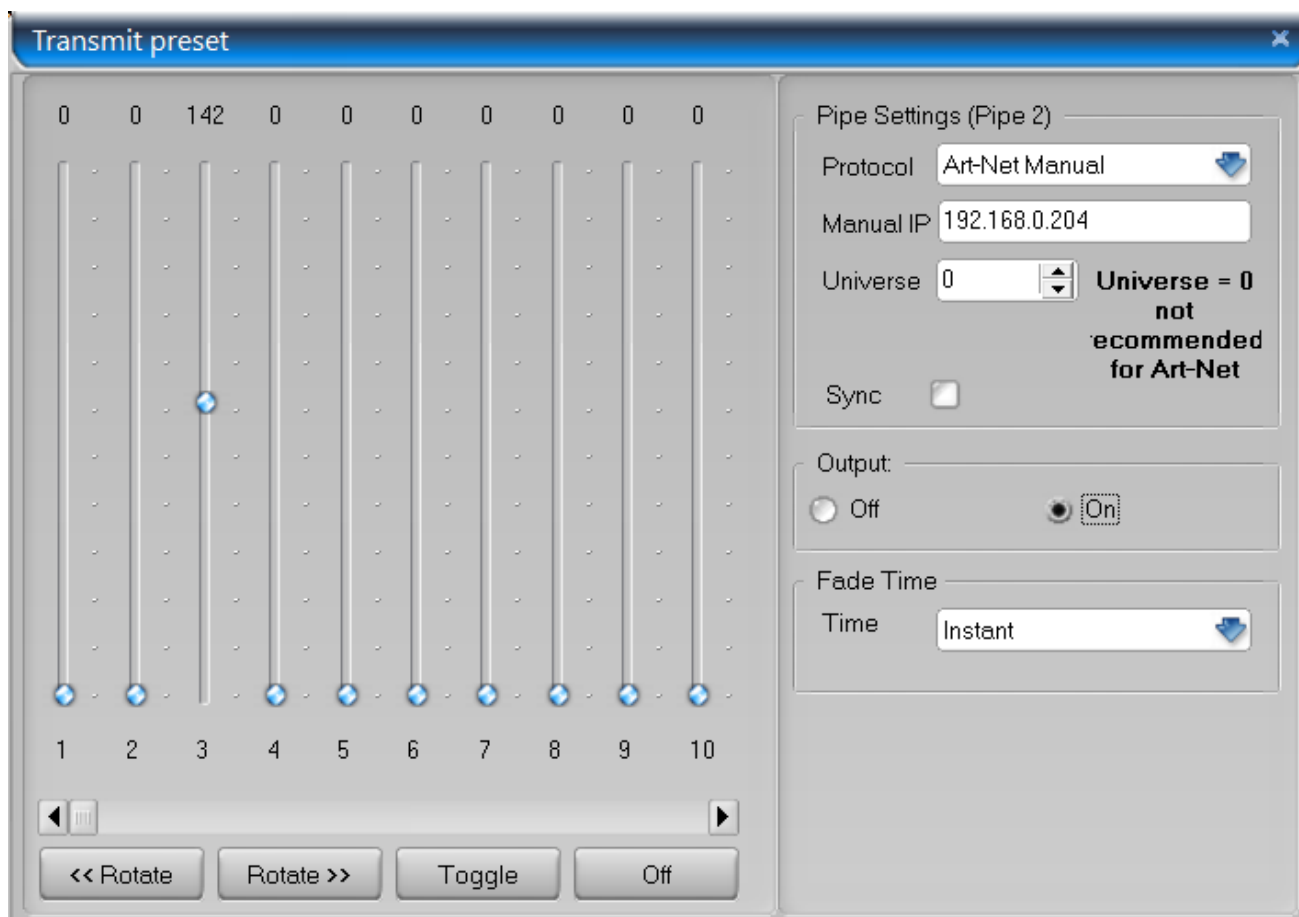 Transmit preset
0 0 142 0 0 0 0 0 0 0
1 2 3 4 5 6 7 8 9 10
<< Rotate Rotate >> Toggle Off
Pipe Settings (Pipe 2)
Protocol Art-Net Manual
Manual IP 192.168.0.204
Universe 0 Universe = 0
not
ecommended
for Art-Net
Sync
Output:
Off On
Fade Time
Time Instant